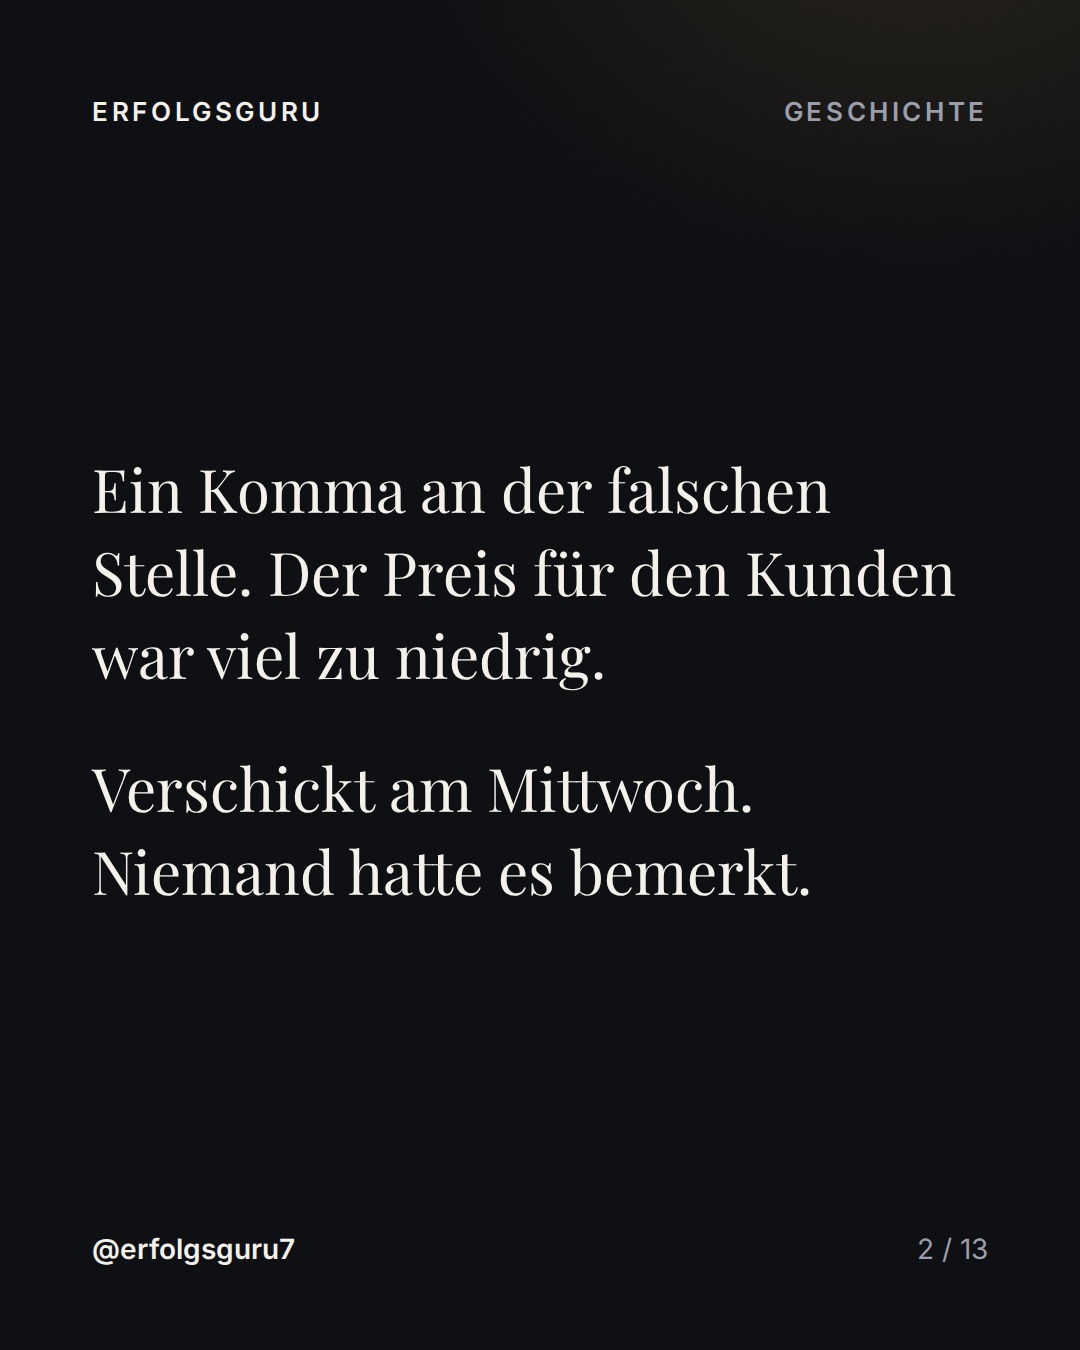 ERFOLGSGURU
GESCHICHTE
Ein Komma an der falschen
Stelle. Der Preis für den Kunden
war viel zu niedrig.
Verschickt am Mittwoch.
Niemand hatte es bemerkt.
@erfolgsguru7
2 / 13